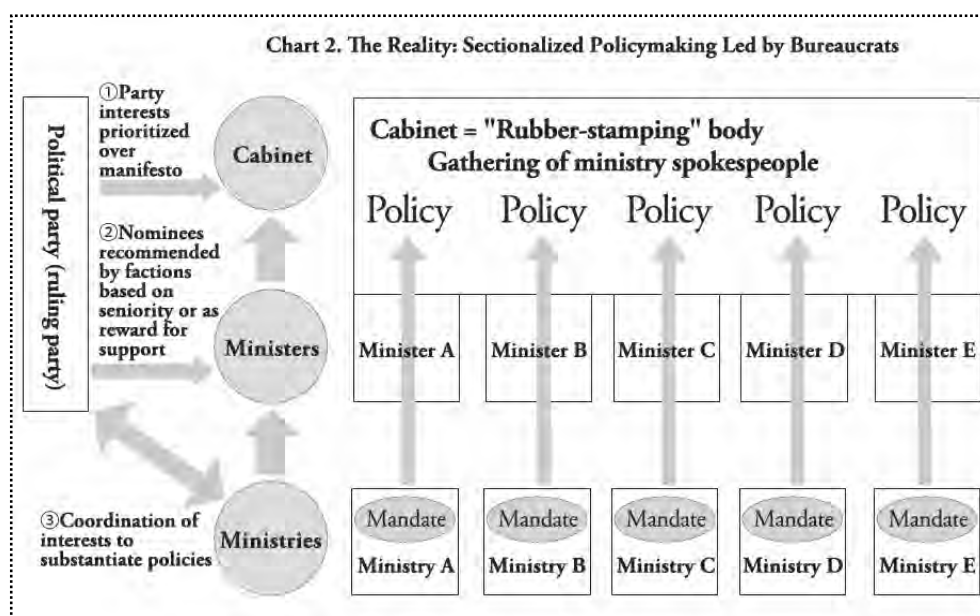 Chart 2. The Reality: Sectionalized Policymaking Led by Bureaucrats
Political party (ruling party)
①Party
interests
prioritized
over
manifesto
②Nominees
recommended
by factions
based on
seniority or as
reward for
support
③Coordination of
interests to
substantiate policies
Cabinet
Ministers
Ministries
Cabinet = "Rubber-stamping" body
Gathering of ministry spokespeople
Policy Policy Policy Policy Policy
Minister A Minister B Minister C Minister D Minister E
Mandate Mandate Mandate Mandate Mandate
Ministry A Ministry B Ministry C Ministry D Ministry E